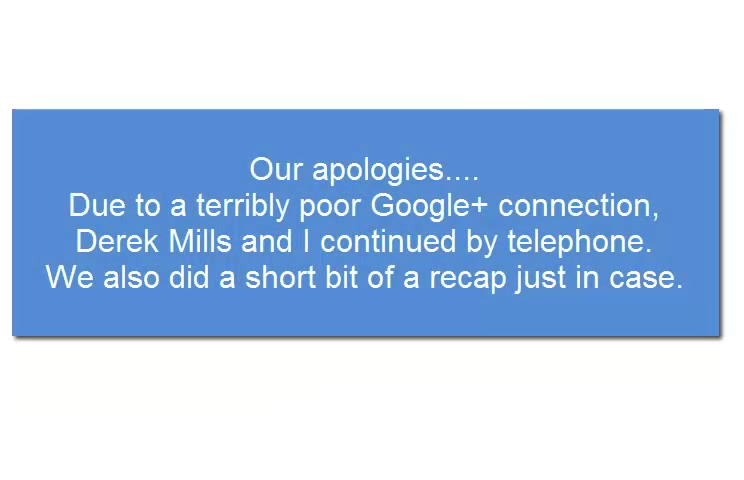 Our apologies....
Due to a terribly poor Google+ connection,
Derek Mills and I continued by telephone.
We also did a short bit of a recap just in case.